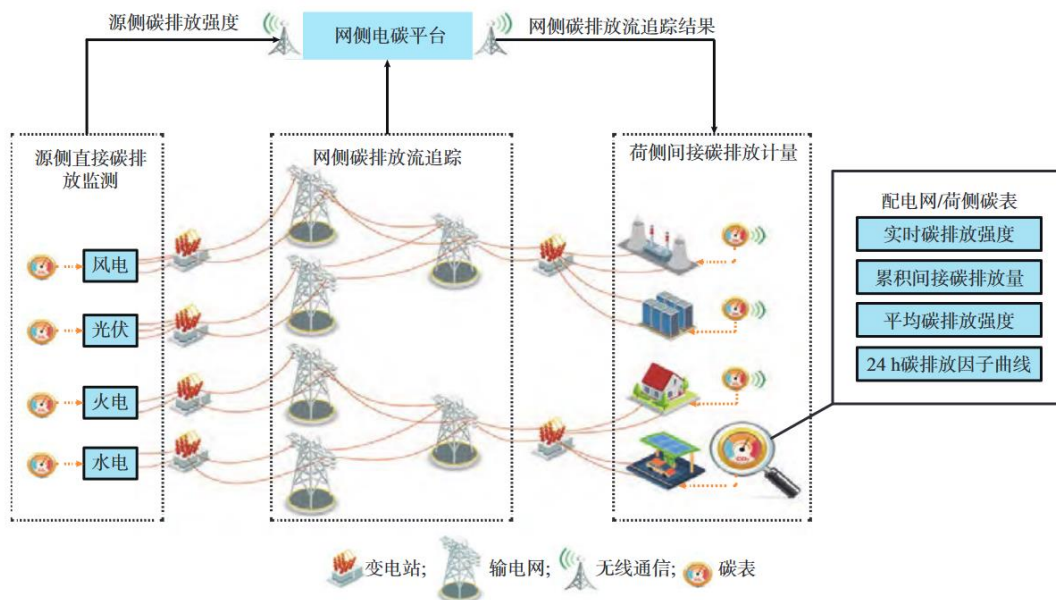 源侧碳排放强度
网侧电碳平台
网侧碳排放流追踪结果
源侧直接碳排
放监测
网侧碳排放流追踪
荷侧间接碳排放计量
风电
光伏
火电
水电
配电网/荷侧碳表
实时碳排放强度
累积间接碳排放量
平均碳排放强度
24 h碳排放因子曲线
变电站;
输电网;
无线通信;
碳表